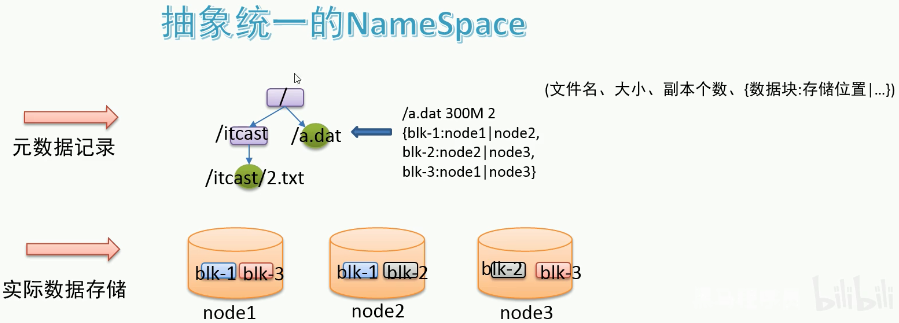 抽象统一的NameSpace
(文件名、大小、副本个数、{数据块:存储位置|...})
元数据记录
/
/itcast
/a.dat
/itcast/2.txt
/a.dat 300M 2
{blk-1:node1|node2,
blk-2:node2|node3,
blk-3:node1|node3}
实际数据存储
blk-1 blk-3
node1
blk-1 blk-2
node2
blk-2 blk-3
node3
bilibili